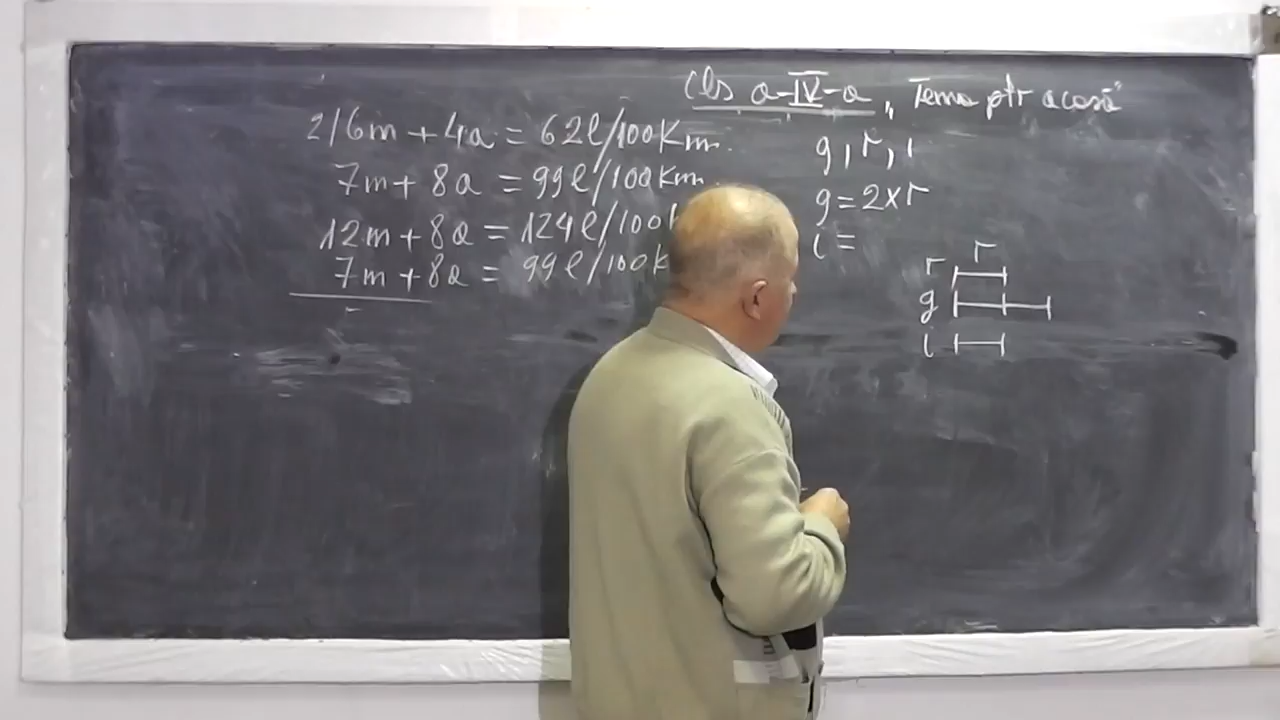 Cls a-IV-a „Tema ptr acasă"
2/6m + 4a = 62l/100Km.
7m + 8a = 99l/100Km.
12m + 8a = 124l/100
7m + 8a = 99l/100K
g, r, i
g = 2xr
i =
r
r
g
i